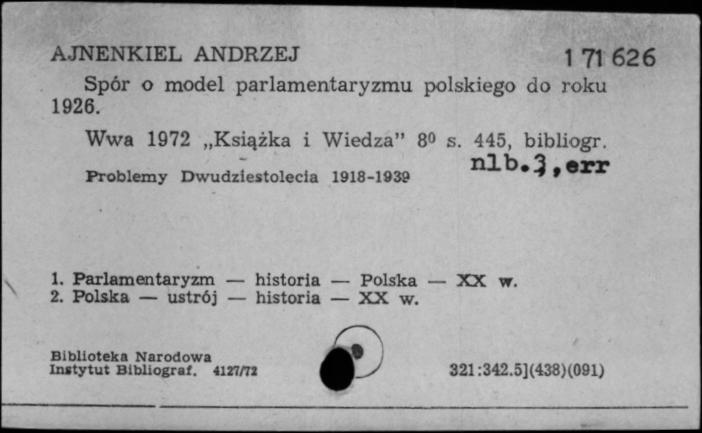 AJNENKIEL ANDRZEJ 1 71 626
Spór o model parlamentaryzmu polskiego do roku
1926.
Wwa 1972 „Książka i Wiedza” 8⁰ s. 445, bibliogr.
nlb.3, err
Problemy Dwudziestolecia 1918-1939
1. Parlamentaryzm — historia — Polska — XX w.
2. Polska — ustrój — historia — XX w.
Biblioteka Narodowa
Instytut Bibliograf. 4127/72 321:342.5](438)(091)